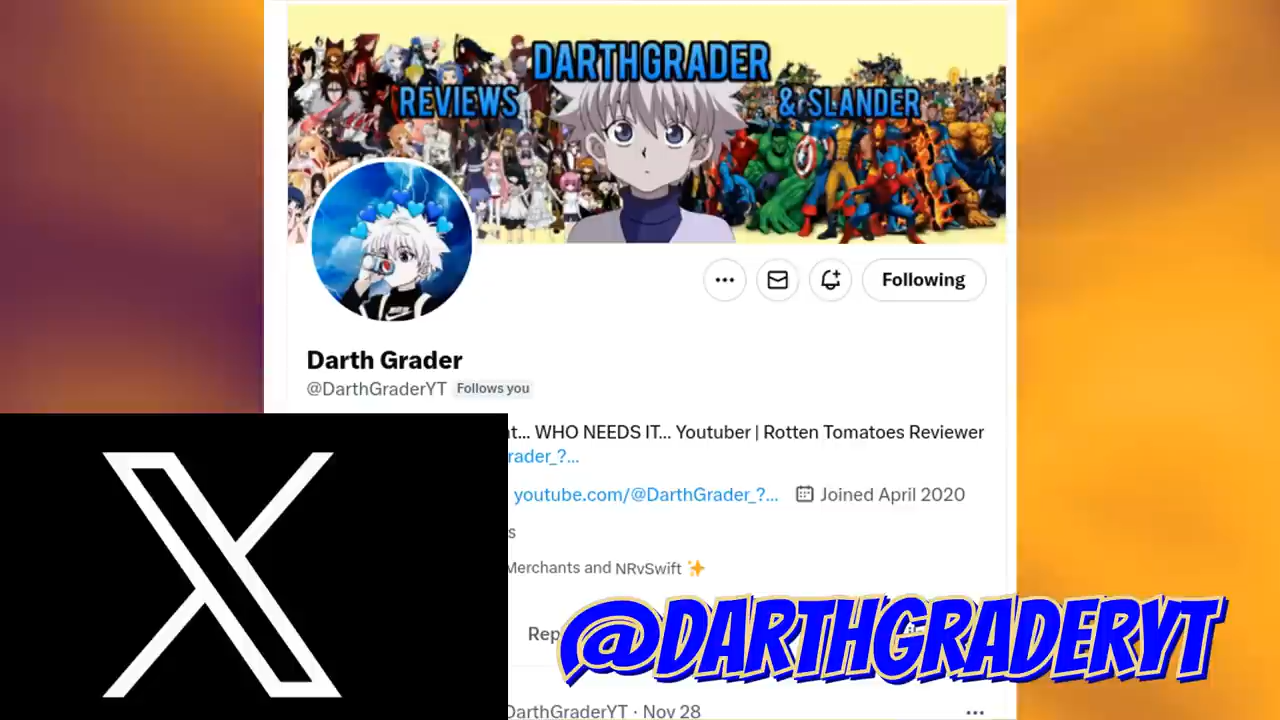 DARTHGRADER
REVIEWS & SLANDER
Following
Darth Grader
@DarthGraderYT Follows you
WHO NEEDS IT... Youtuber | Rotten Tomatoes Reviewer
rader_?...
youtube.com/@DarthGrader_?... Joined April 2020
Merchants and NRvSwift ✨
@DARTHGRADERYT
DarthGraderYT · Nov 28